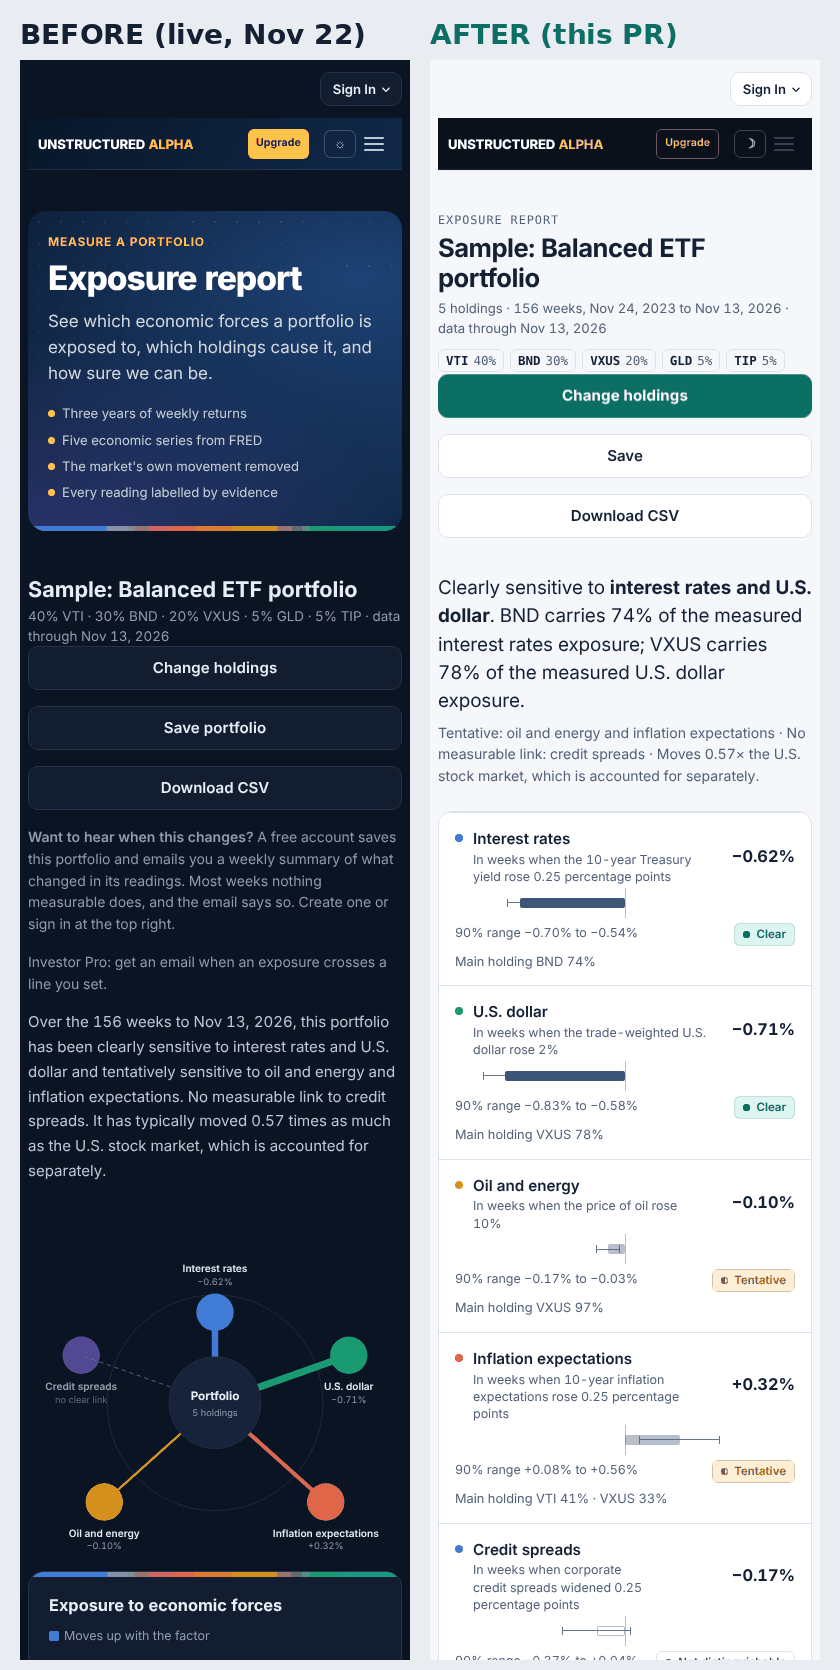 BEFORE (live, Nov 22)
Sign In
UNSTRUCTURED ALPHA
Upgrade
MEASURE A PORTFOLIO
Exposure report
See which economic forces a portfolio is
exposed to, which holdings cause it, and
how sure we can be.
Three years of weekly returns
Five economic series from FRED
The market's own movement removed
Every reading labelled by evidence
Sample: Balanced ETF portfolio
40% VTI · 30% BND · 20% VXUS · 5% GLD · 5% TIP · data
through Nov 13, 2026
Change holdings
Save portfolio
Download CSV
Want to hear when this changes? A free account saves
this portfolio and emails you a weekly summary of what
changed in its readings. Most weeks nothing
measurable does, and the email says so. Create one or
sign in at the top right.
Investor Pro: get an email when an exposure crosses a
line you set.
Over the 156 weeks to Nov 13, 2026, this portfolio
has been clearly sensitive to interest rates and U.S.
dollar and tentatively sensitive to oil and energy and
inflation expectations. No measurable link to credit
spreads. It has typically moved 0.57 times as much
as the U.S. stock market, which is accounted for
separately.
Interest rates
−0.62%
Credit spreads
no clear link
Portfolio
5 holdings
U.S. dollar
−0.71%
Oil and energy
−0.10%
Inflation expectations
+0.32%
Exposure to economic forces
Moves up with the factor
AFTER (this PR)
Sign In
UNSTRUCTURED ALPHA
Upgrade
EXPOSURE REPORT
Sample: Balanced ETF
portfolio
5 holdings · 156 weeks, Nov 24, 2023 to Nov 13, 2026 ·
data through Nov 13, 2026
VTI 40% BND 30% VXUS 20% GLD 5% TIP 5%
Change holdings
Save
Download CSV
Clearly sensitive to interest rates and U.S.
dollar. BND carries 74% of the measured
interest rates exposure; VXUS carries
78% of the measured U.S. dollar
exposure.
Tentative: oil and energy and inflation expectations · No
measurable link: credit spreads · Moves 0.57× the U.S.
stock market, which is accounted for separately.
Interest rates
In weeks when the 10-year Treasury
yield rose 0.25 percentage points
−0.62%
90% range −0.70% to −0.54%
Clear
Main holding BND 74%
U.S. dollar
In weeks when the trade-weighted U.S.
dollar rose 2%
−0.71%
90% range −0.83% to −0.58%
Clear
Main holding VXUS 78%
Oil and energy
In weeks when the price of oil rose
10%
−0.10%
90% range −0.17% to −0.03%
Tentative
Main holding VXUS 97%
Inflation expectations
In weeks when 10-year inflation
expectations rose 0.25 percentage
points
+0.32%
90% range +0.08% to +0.56%
Tentative
Main holding VTI 41% · VXUS 33%
Credit spreads
In weeks when corporate
credit spreads widened 0.25
percentage points
−0.17%